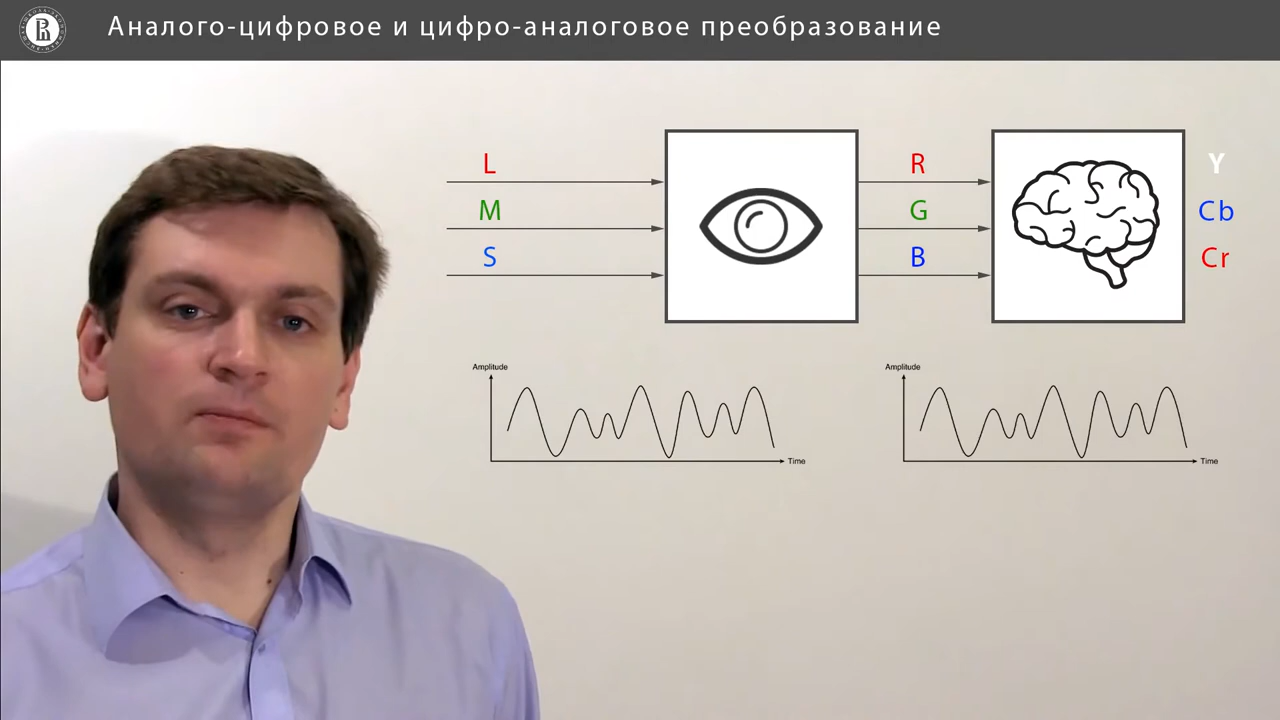 Аналого-цифровое и цифро-аналоговое преобразование
L
M
S
R
G
B
Y
Cb
Cr
Amplitude
Time
Amplitude
Time